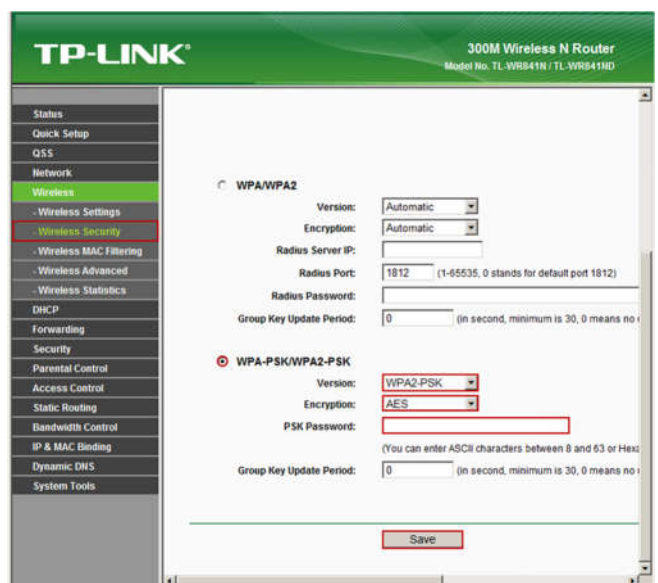 TP-LINK®
300M Wireless N Router
Model No. TL-WR841N / TL-WR841ND
Status
Quick Setup
QSS
Network
Wireless
- Wireless Settings
- Wireless Security
- Wireless MAC Filtering
- Wireless Advanced
- Wireless Statistics
DHCP
Forwarding
Security
Parental Control
Access Control
Static Routing
Bandwidth Control
IP & MAC Binding
Dynamic DNS
System Tools
WPA/WPA2
Version: Automatic
Encryption: Automatic
Radius Server IP:
Radius Port: 1812 (1-65535, 0 stands for default port 1812)
Radius Password:
Group Key Update Period: 0 (in second, minimum is 30, 0 means no
WPA-PSK/WPA2-PSK
Version: WPA2-PSK
Encryption: AES
PSK Password:
(You can enter ASCII characters between 8 and 63 or Hexa
Group Key Update Period: 0 (in second, minimum is 30, 0 means no
Save